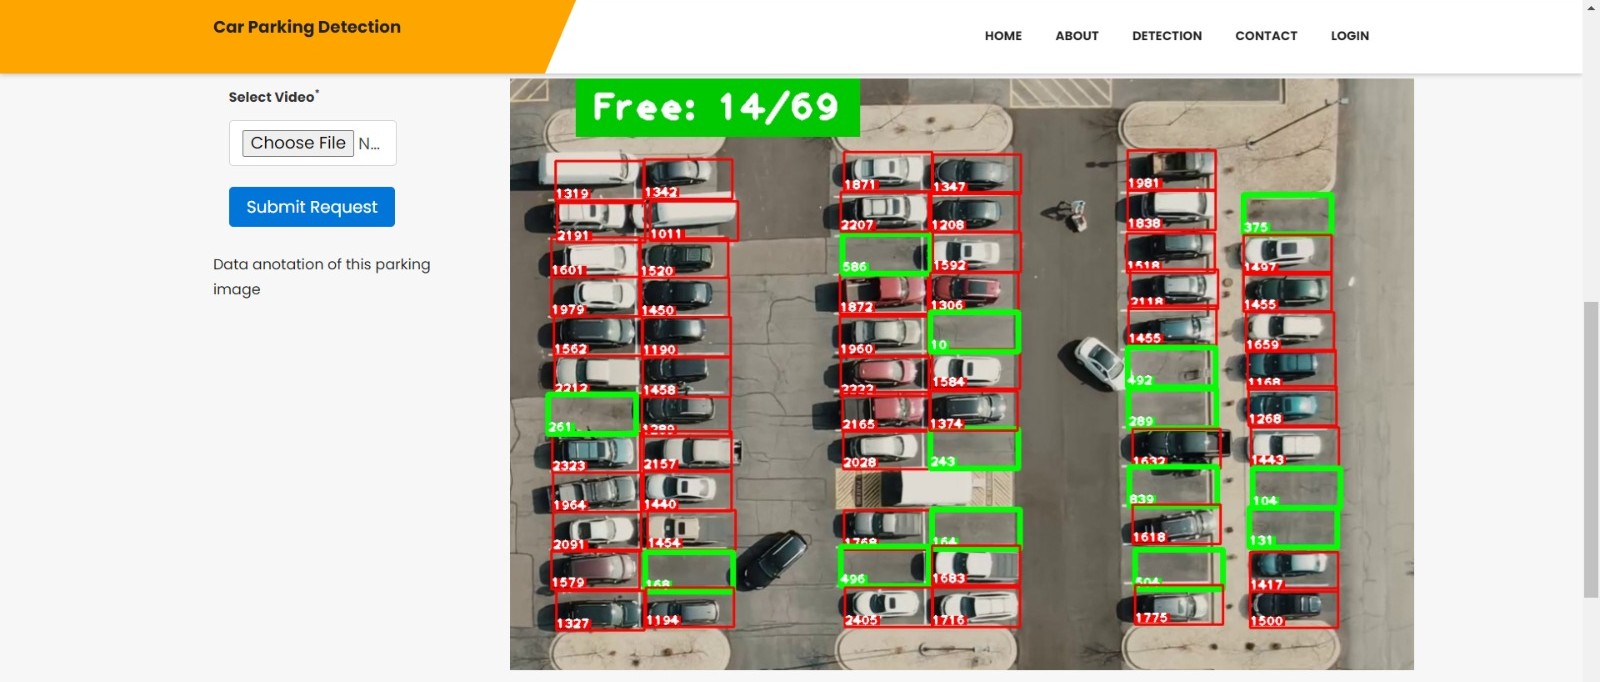 Car Parking Detection
HOME ABOUT DETECTION CONTACT LOGIN
Select Video*
Choose File N...
Submit Request
Data anotation of this parking
image
Free: 14/69
1319 1342 1871 1347 1981
2191 1011 2207 1208 1838 375
1601 1520 586 1592 1518 1497
1979 1450 1872 1306 2118 1455
1562 1190 1960 10 1455 1659
2212 1458 2222 1584 492 1168
261 1289 2165 1374 289 1268
2323 2157 2028 243 1632 1443
1964 1440 839 104
2091 1454 1768 164 1618 131
1579 168 496 1683 504 1417
1327 1194 2405 1716 1775 1500